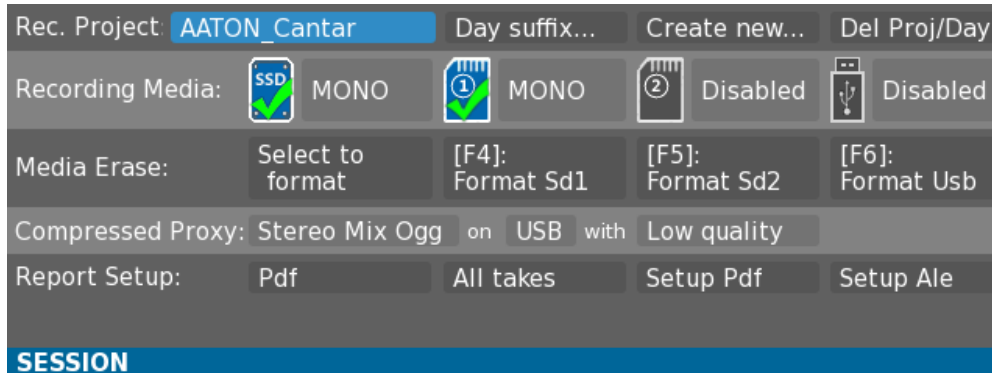 Rec. Project: AATON_Cantar Day suffix... Create new... Del Proj/Day
Recording Media: SSD MONO 1 MONO 2 Disabled Disabled
Media Erase: Select to format [F4]: Format Sd1 [F5]: Format Sd2 [F6]: Format Usb
Compressed Proxy: Stereo Mix Ogg on USB with Low quality
Report Setup: Pdf All takes Setup Pdf Setup Ale
SESSION